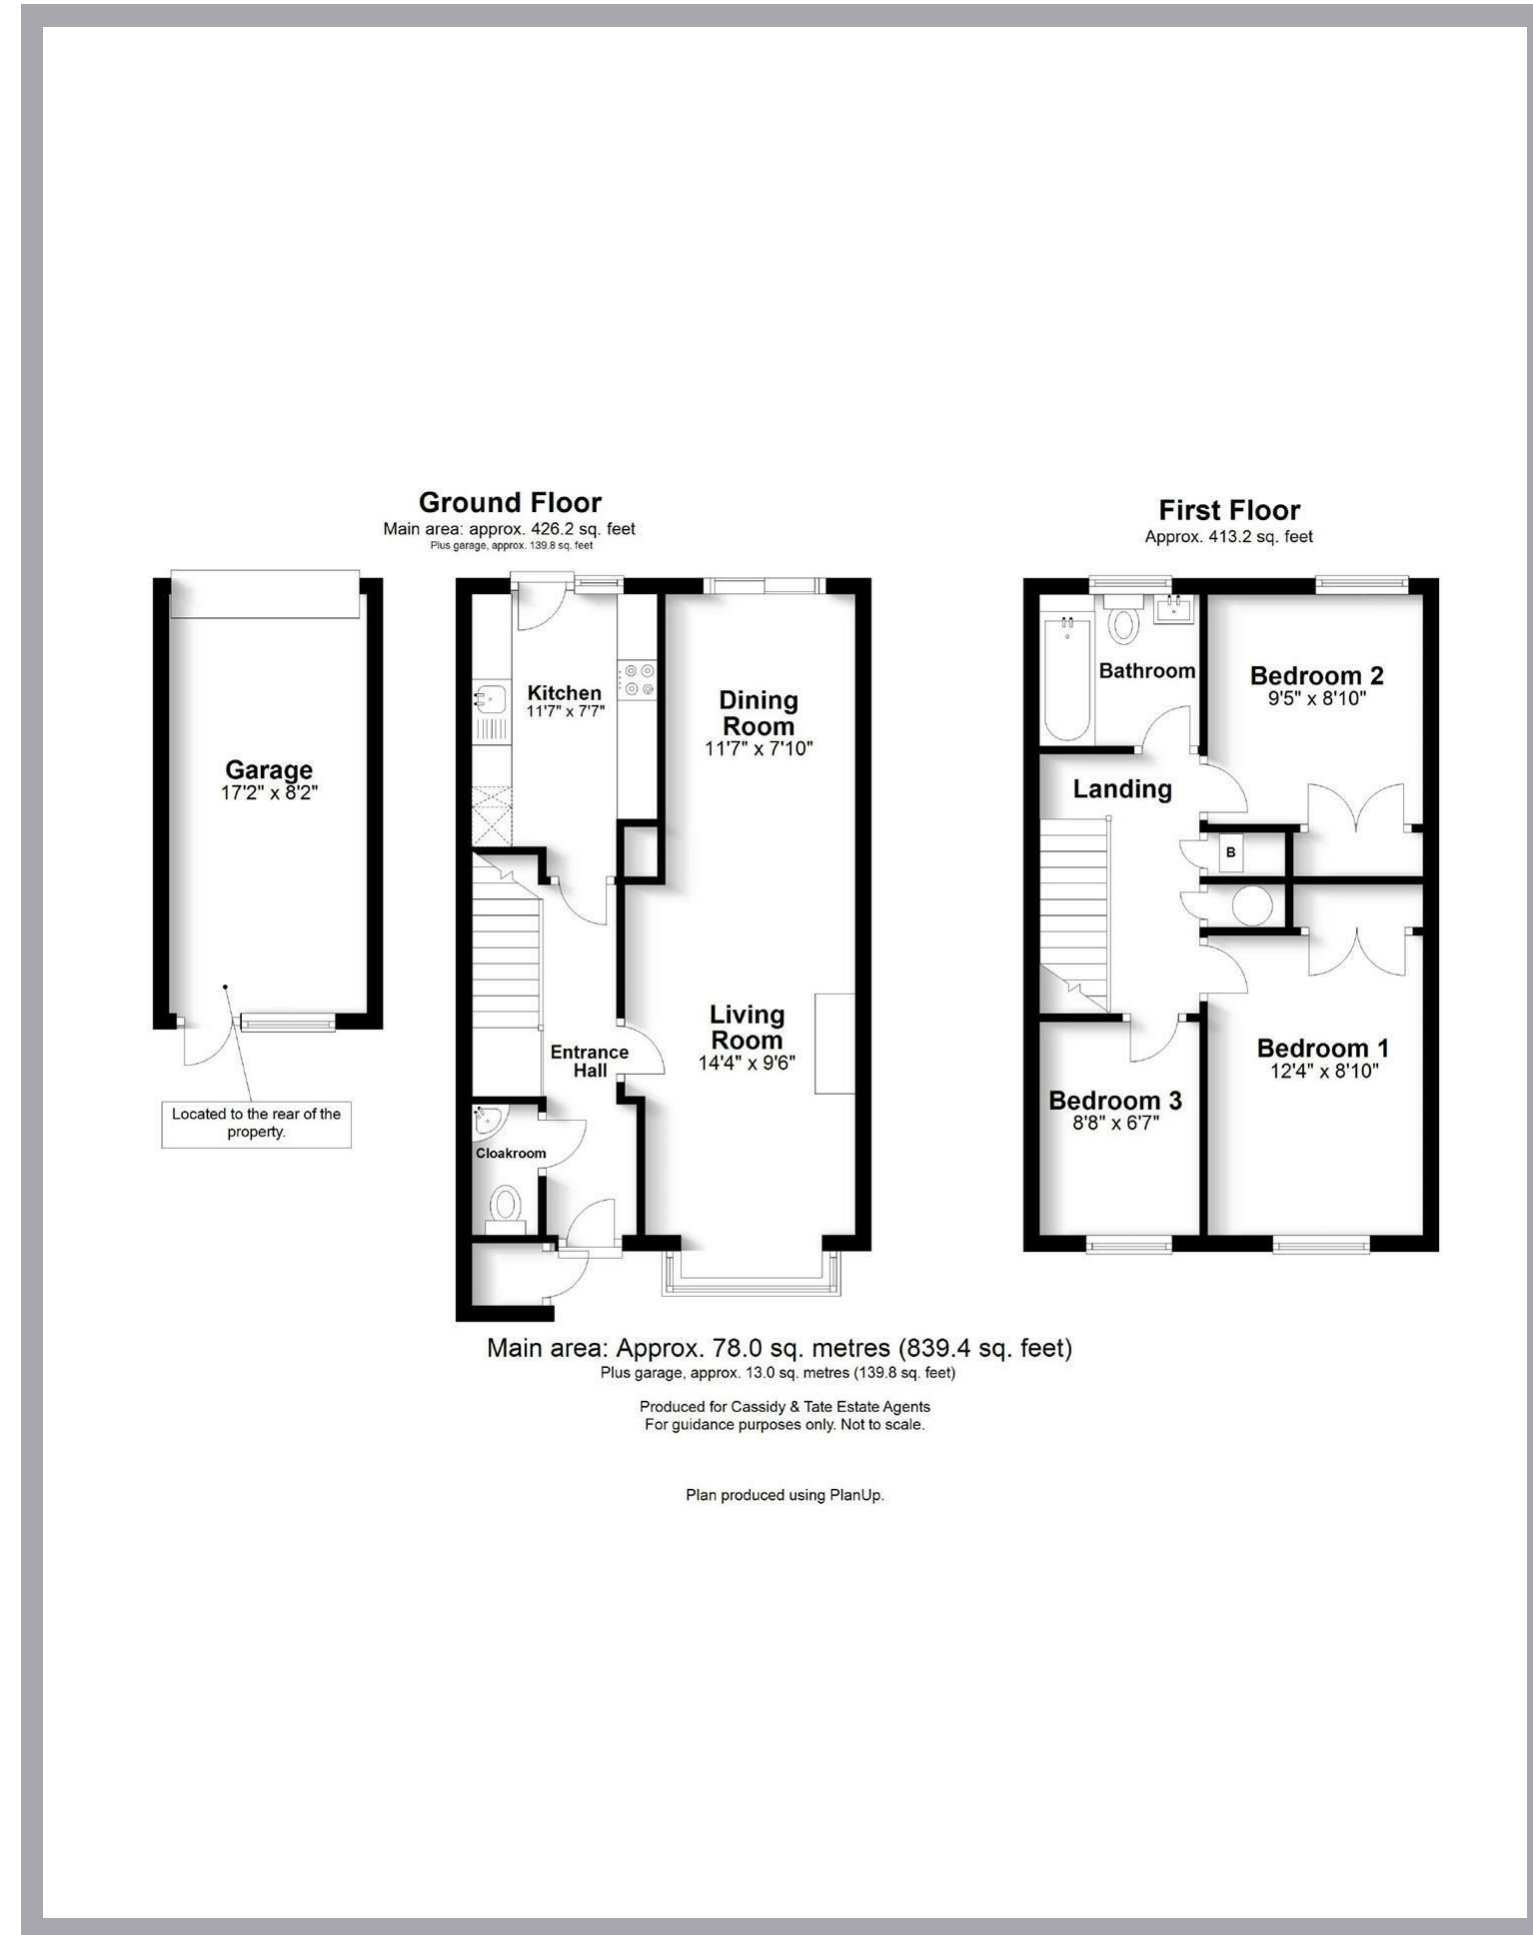 Ground Floor
Main area: approx. 426.2 sq. feet
Plus garage, approx. 139.8 sq. feet
First Floor
Approx. 413.2 sq. feet
Garage
17'2" x 8'2"
Located to the rear of the
property.
Kitchen
11'7" x 7'7"
Dining
Room
11'7" x 7'10"
Living
Room
14'4" x 9'6"
Entrance
Hall
Cloakroom
Bathroom
Bedroom 2
9'5" x 8'10"
Landing
B
Bedroom 1
12'4" x 8'10"
Bedroom 3
8'8" x 6'7"
Main area: Approx. 78.0 sq. metres (839.4 sq. feet)
Plus garage, approx. 13.0 sq. metres (139.8 sq. feet)
Produced for Cassidy & Tate Estate Agents
For guidance purposes only. Not to scale.
Plan produced using PlanUp.